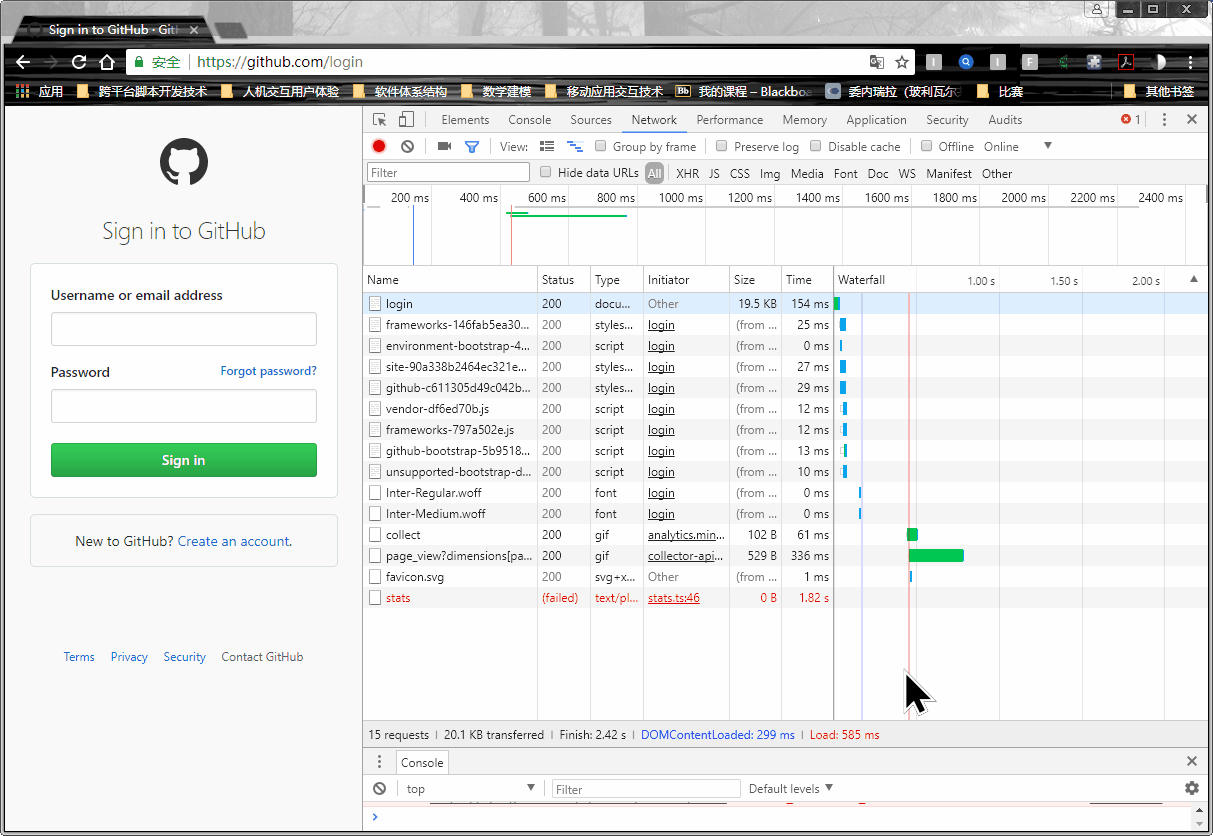 Sign in to GitHub · Git
安全 https://github.com/login
应用 跨平台脚本开发技术 人机交互用户体验 软件体系结构 数学建模 移动应用交互技术 Bb 我的课程 – Blackboa 委内瑞拉（玻利瓦尔 比赛 其他书签
Sign in to GitHub
Username or email address
Password Forgot password?
Sign in
New to GitHub? Create an account.
Terms Privacy Security Contact GitHub
Elements Console Sources Network Performance Memory Application Security Audits 1
View: Group by frame Preserve log Disable cache Offline Online
Filter Hide data URLs All XHR JS CSS Img Media Font Doc WS Manifest Other
200 ms 400 ms 600 ms 800 ms 1000 ms 1200 ms 1400 ms 1600 ms 1800 ms 2000 ms 2200 ms 2400 ms
Name Status Type Initiator Size Time Waterfall 1.00 s 1.50 s 2.00 s
login 200 docu... Other 19.5 KB 154 ms
frameworks-146fab5ea30... 200 styles... login (from ... 25 ms
environment-bootstrap-4... 200 script login (from ... 0 ms
site-90a338b2464ec321e... 200 styles... login (from ... 27 ms
github-c611305d49c042b... 200 styles... login (from ... 29 ms
vendor-df6ed70b.js 200 script login (from ... 12 ms
frameworks-797a502e.js 200 script login (from ... 12 ms
github-bootstrap-5b9518... 200 script login (from ... 13 ms
unsupported-bootstrap-d... 200 script login (from ... 10 ms
Inter-Regular.woff 200 font login (from ... 0 ms
Inter-Medium.woff 200 font login (from ... 0 ms
collect 200 gif analytics.min... 102 B 61 ms
page_view?dimensions[pa... 200 gif collector-api... 529 B 336 ms
favicon.svg 200 svg+x... Other (from ... 1 ms
stats (failed) text/pl... stats.ts:46 0 B 1.82 s
15 requests | 20.1 KB transferred | Finish: 2.42 s | DOMContentLoaded: 299 ms | Load: 585 ms
Console
top Filter Default levels